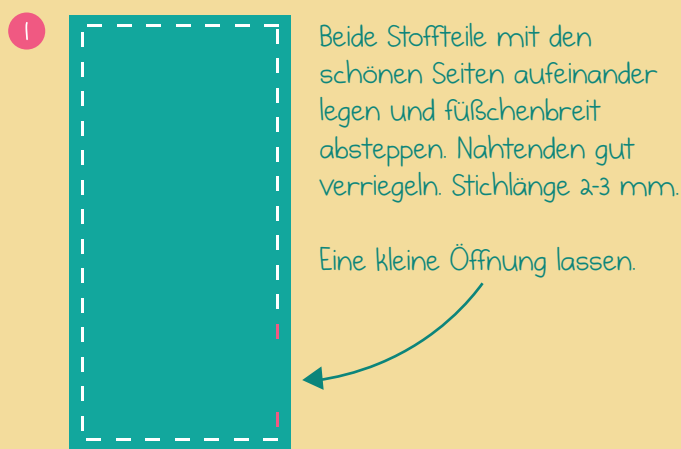 1
Beide Stoffteile mit den
schönen Seiten aufeinander
legen und füßchenbreit
absteppen. Nahtenden gut
verriegeln. Stichlänge 2-3 mm.
Eine kleine Öffnung lassen.